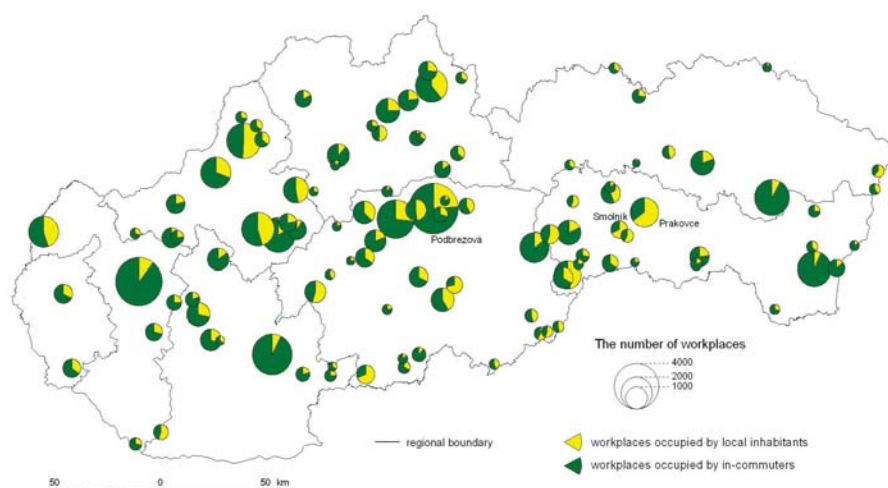 Smolník
Prakovce
Podbrezová
The number of workplaces
4000
2000
1000
regional boundary
workplaces occupied by local inhabitants
workplaces occupied by in-commuters
50 0 50 km